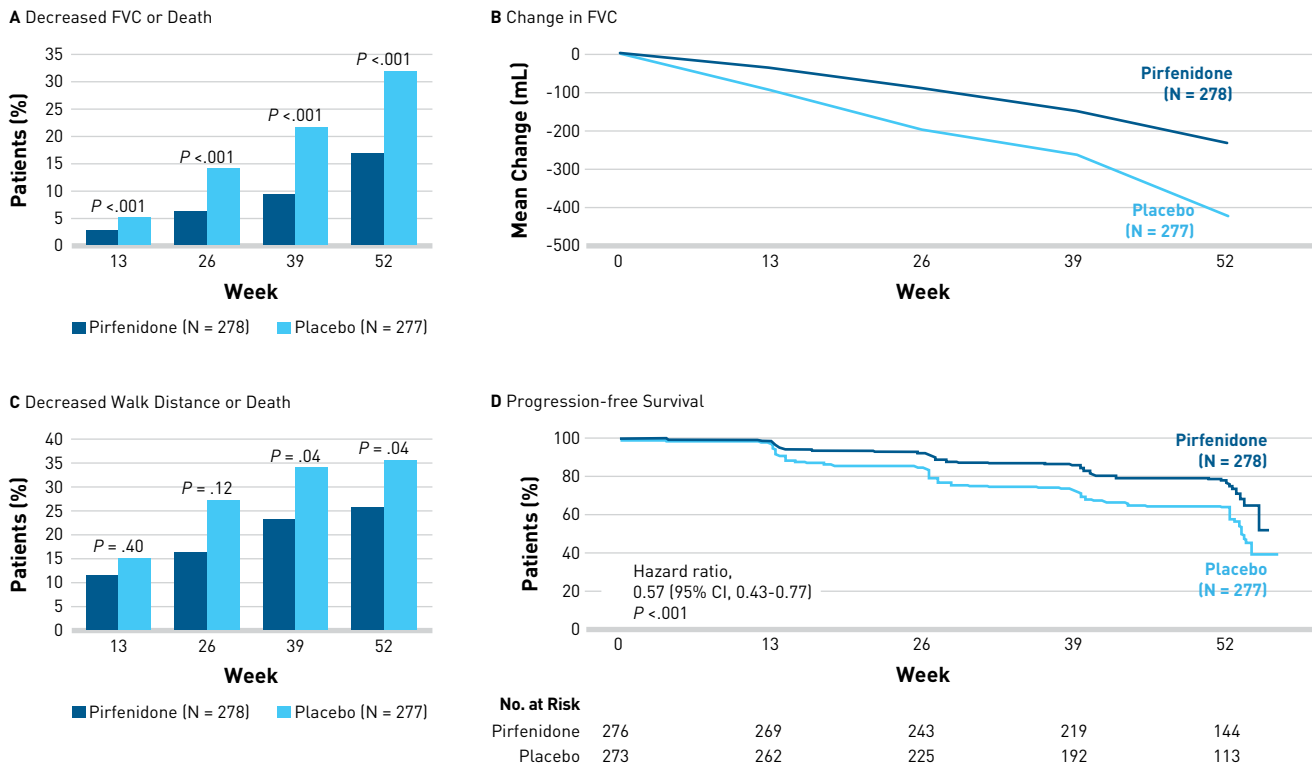 A Decreased FVC or Death
Patients (%)
35
30
25
20
15
10
5
0
P <.001
P <.001
P <.001
P <.001
13 26 39 52
Week
Pirfenidone (N = 278) Placebo (N = 277)
B Change in FVC
Mean Change (mL)
0
-100
-200
-300
-400
-500
Pirfenidone
(N = 278)
Placebo
(N = 277)
0 13 26 39 52
Week
C Decreased Walk Distance or Death
Patients (%)
40
35
30
25
20
15
10
5
0
P = .40
P = .12
P = .04
P = .04
13 26 39 52
Week
Pirfenidone (N = 278) Placebo (N = 277)
D Progression-free Survival
Patients (%)
100
80
60
40
20
0
Pirfenidone
(N = 278)
Placebo
(N = 277)
Hazard ratio,
0.57 (95% CI, 0.43-0.77)
P <.001
0 13 26 39 52
Week
No. at Risk
Pirfenidone 276 269 243 219 144
Placebo 273 262 225 192 113